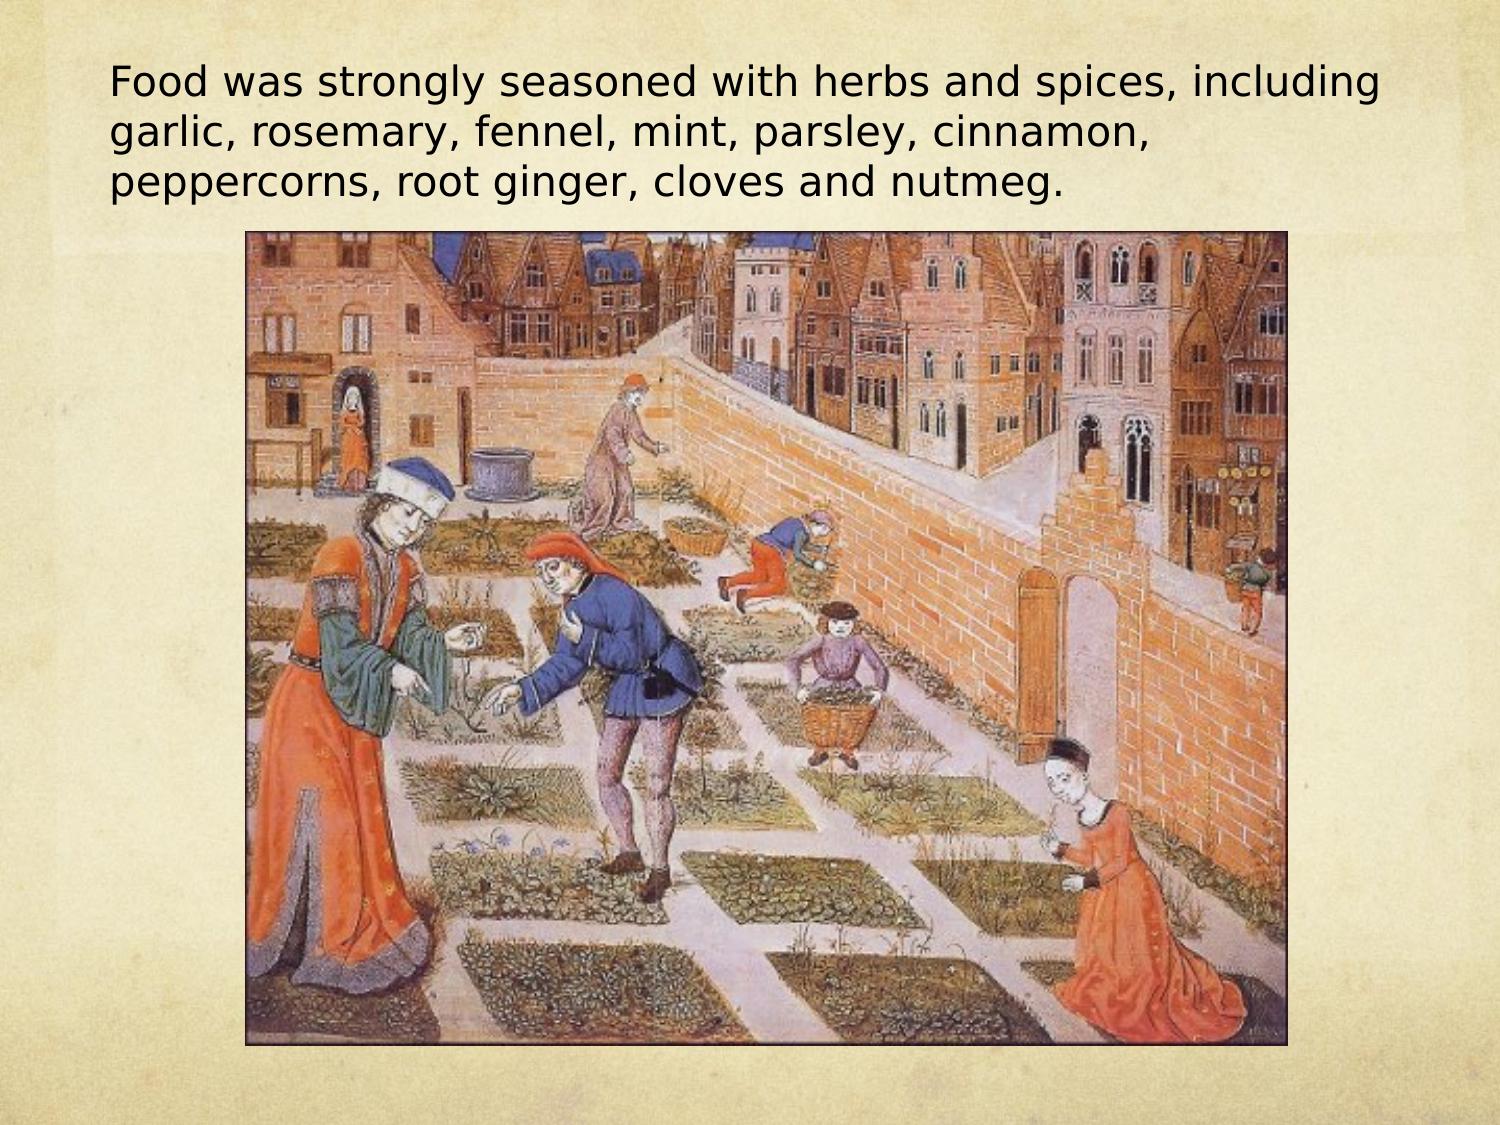 Food was strongly seasoned with herbs and spices, including
garlic, rosemary, fennel, mint, parsley, cinnamon,
peppercorns, root ginger, cloves and nutmeg.